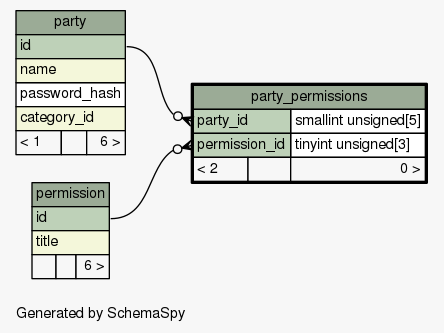 party
id
name
password_hash
category_id
< 1 6 >
party_permissions
party_id smallint unsigned[5]
permission_id tinyint unsigned[3]
< 2 0 >
permission
id
title
6 >
Generated by SchemaSpy